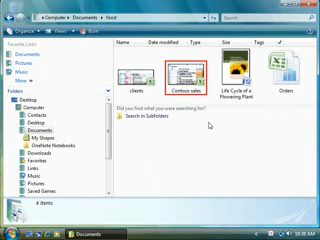 Computer ▸ Documents ▸ food
Organize Views Burn
Favorite Links
Documents
Pictures
Music
More »
Folders
Desktop
Computer
Contacts
Desktop
Documents
My Shapes
OneNote Notebooks
Downloads
Favorites
Links
Music
Pictures
Saved Games
Name Date modified Type Size Tags
clients
Contoso sales
Life Cycle of a
Flowering Plant
Orders
Did you find what you were searching for?
Search in Subfolders
4 items
Documents
10:38 AM